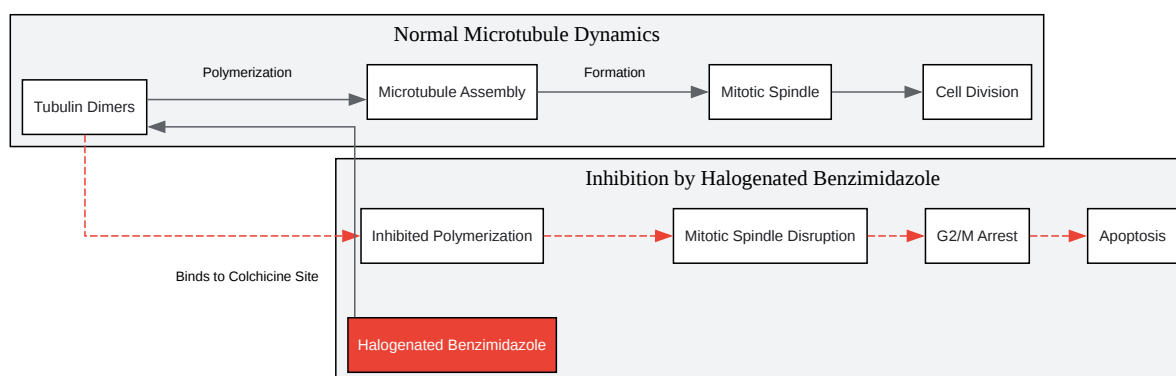 Normal Microtubule Dynamics
Polymerization
Formation
Tubulin Dimers
Microtubule Assembly
Mitotic Spindle
Cell Division
Inhibition by Halogenated Benzimidazole
Inhibited Polymerization
Mitotic Spindle Disruption
G2/M Arrest
Apoptosis
Binds to Colchicine Site
Halogenated Benzimidazole